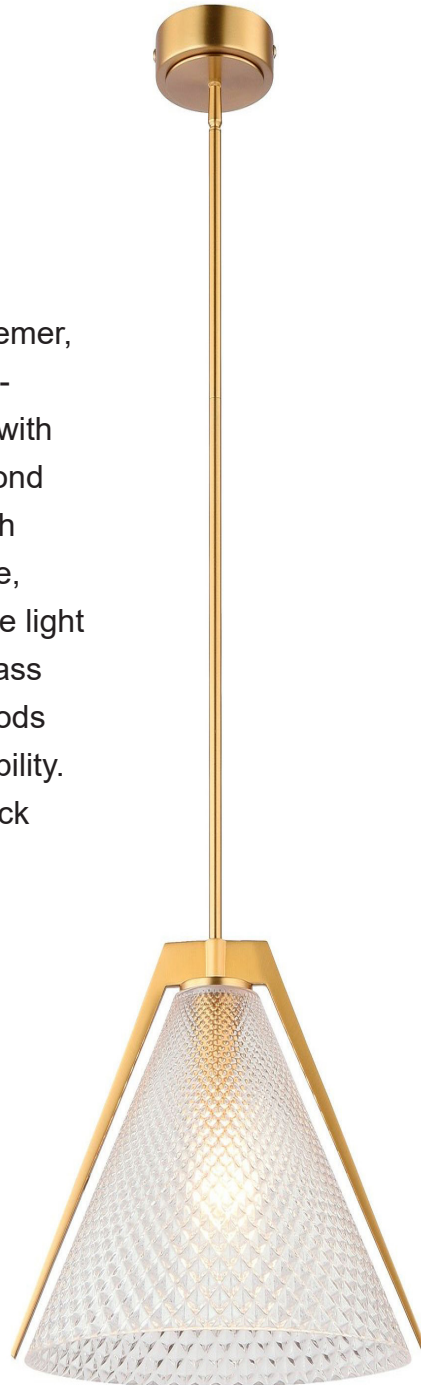 emer,
-
with
ond
h
e,
e light
ass
ods
bility.
ck